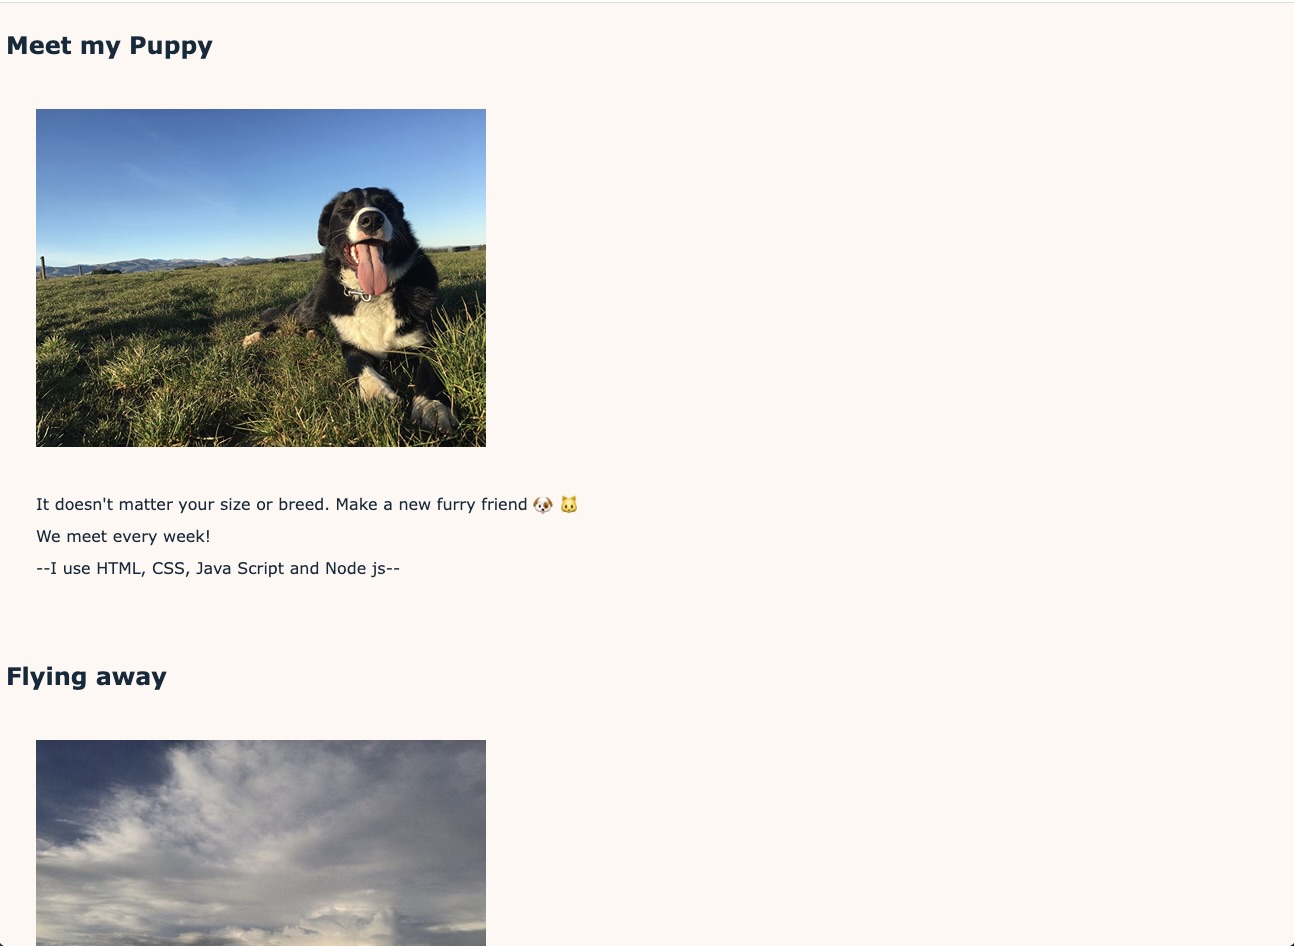 Meet my Puppy
It doesn't matter your size or breed. Make a new furry friend 🐶 🐱
We meet every week!
--I use HTML, CSS, Java Script and Node js--
Flying away